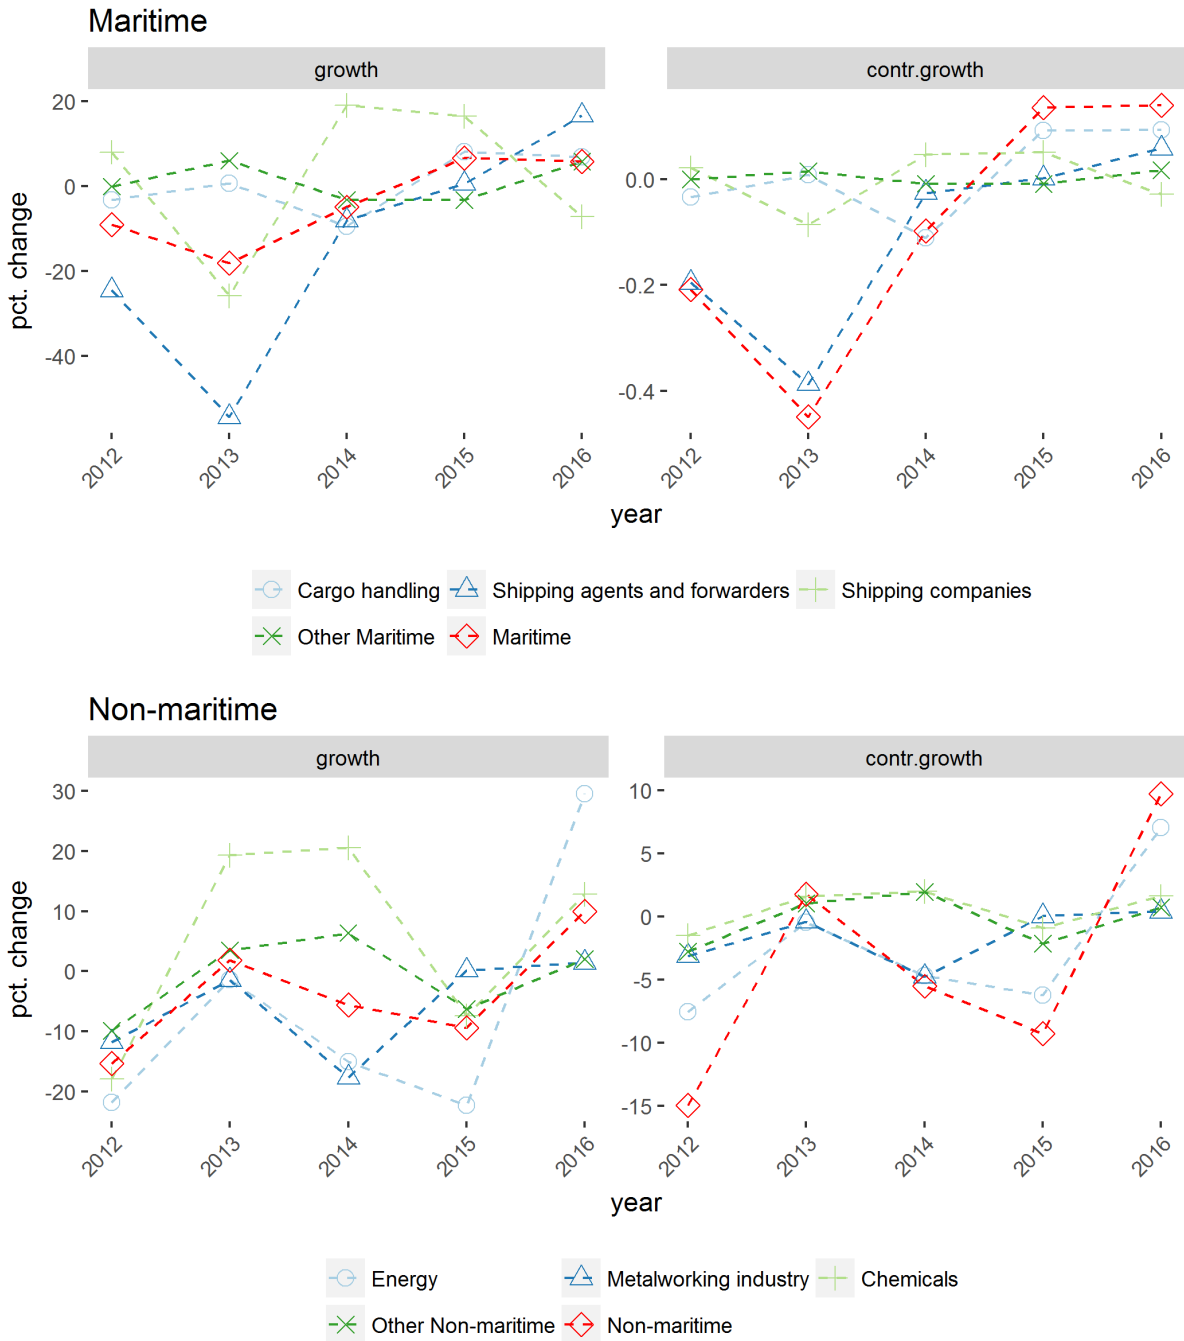 Maritime
growth
contr.growth
20
0
-20
-40
0.0
-0.2
-0.4
pct. change
2012 2013 2014 2015 2016
2012 2013 2014 2015 2016
year
Cargo handling Shipping agents and forwarders Shipping companies
Other Maritime Maritime
Non-maritime
growth
contr.growth
30
20
10
0
-10
-20
10
5
0
-5
-10
-15
pct. change
2012 2013 2014 2015 2016
2012 2013 2014 2015 2016
year
Energy Metalworking industry Chemicals
Other Non-maritime Non-maritime